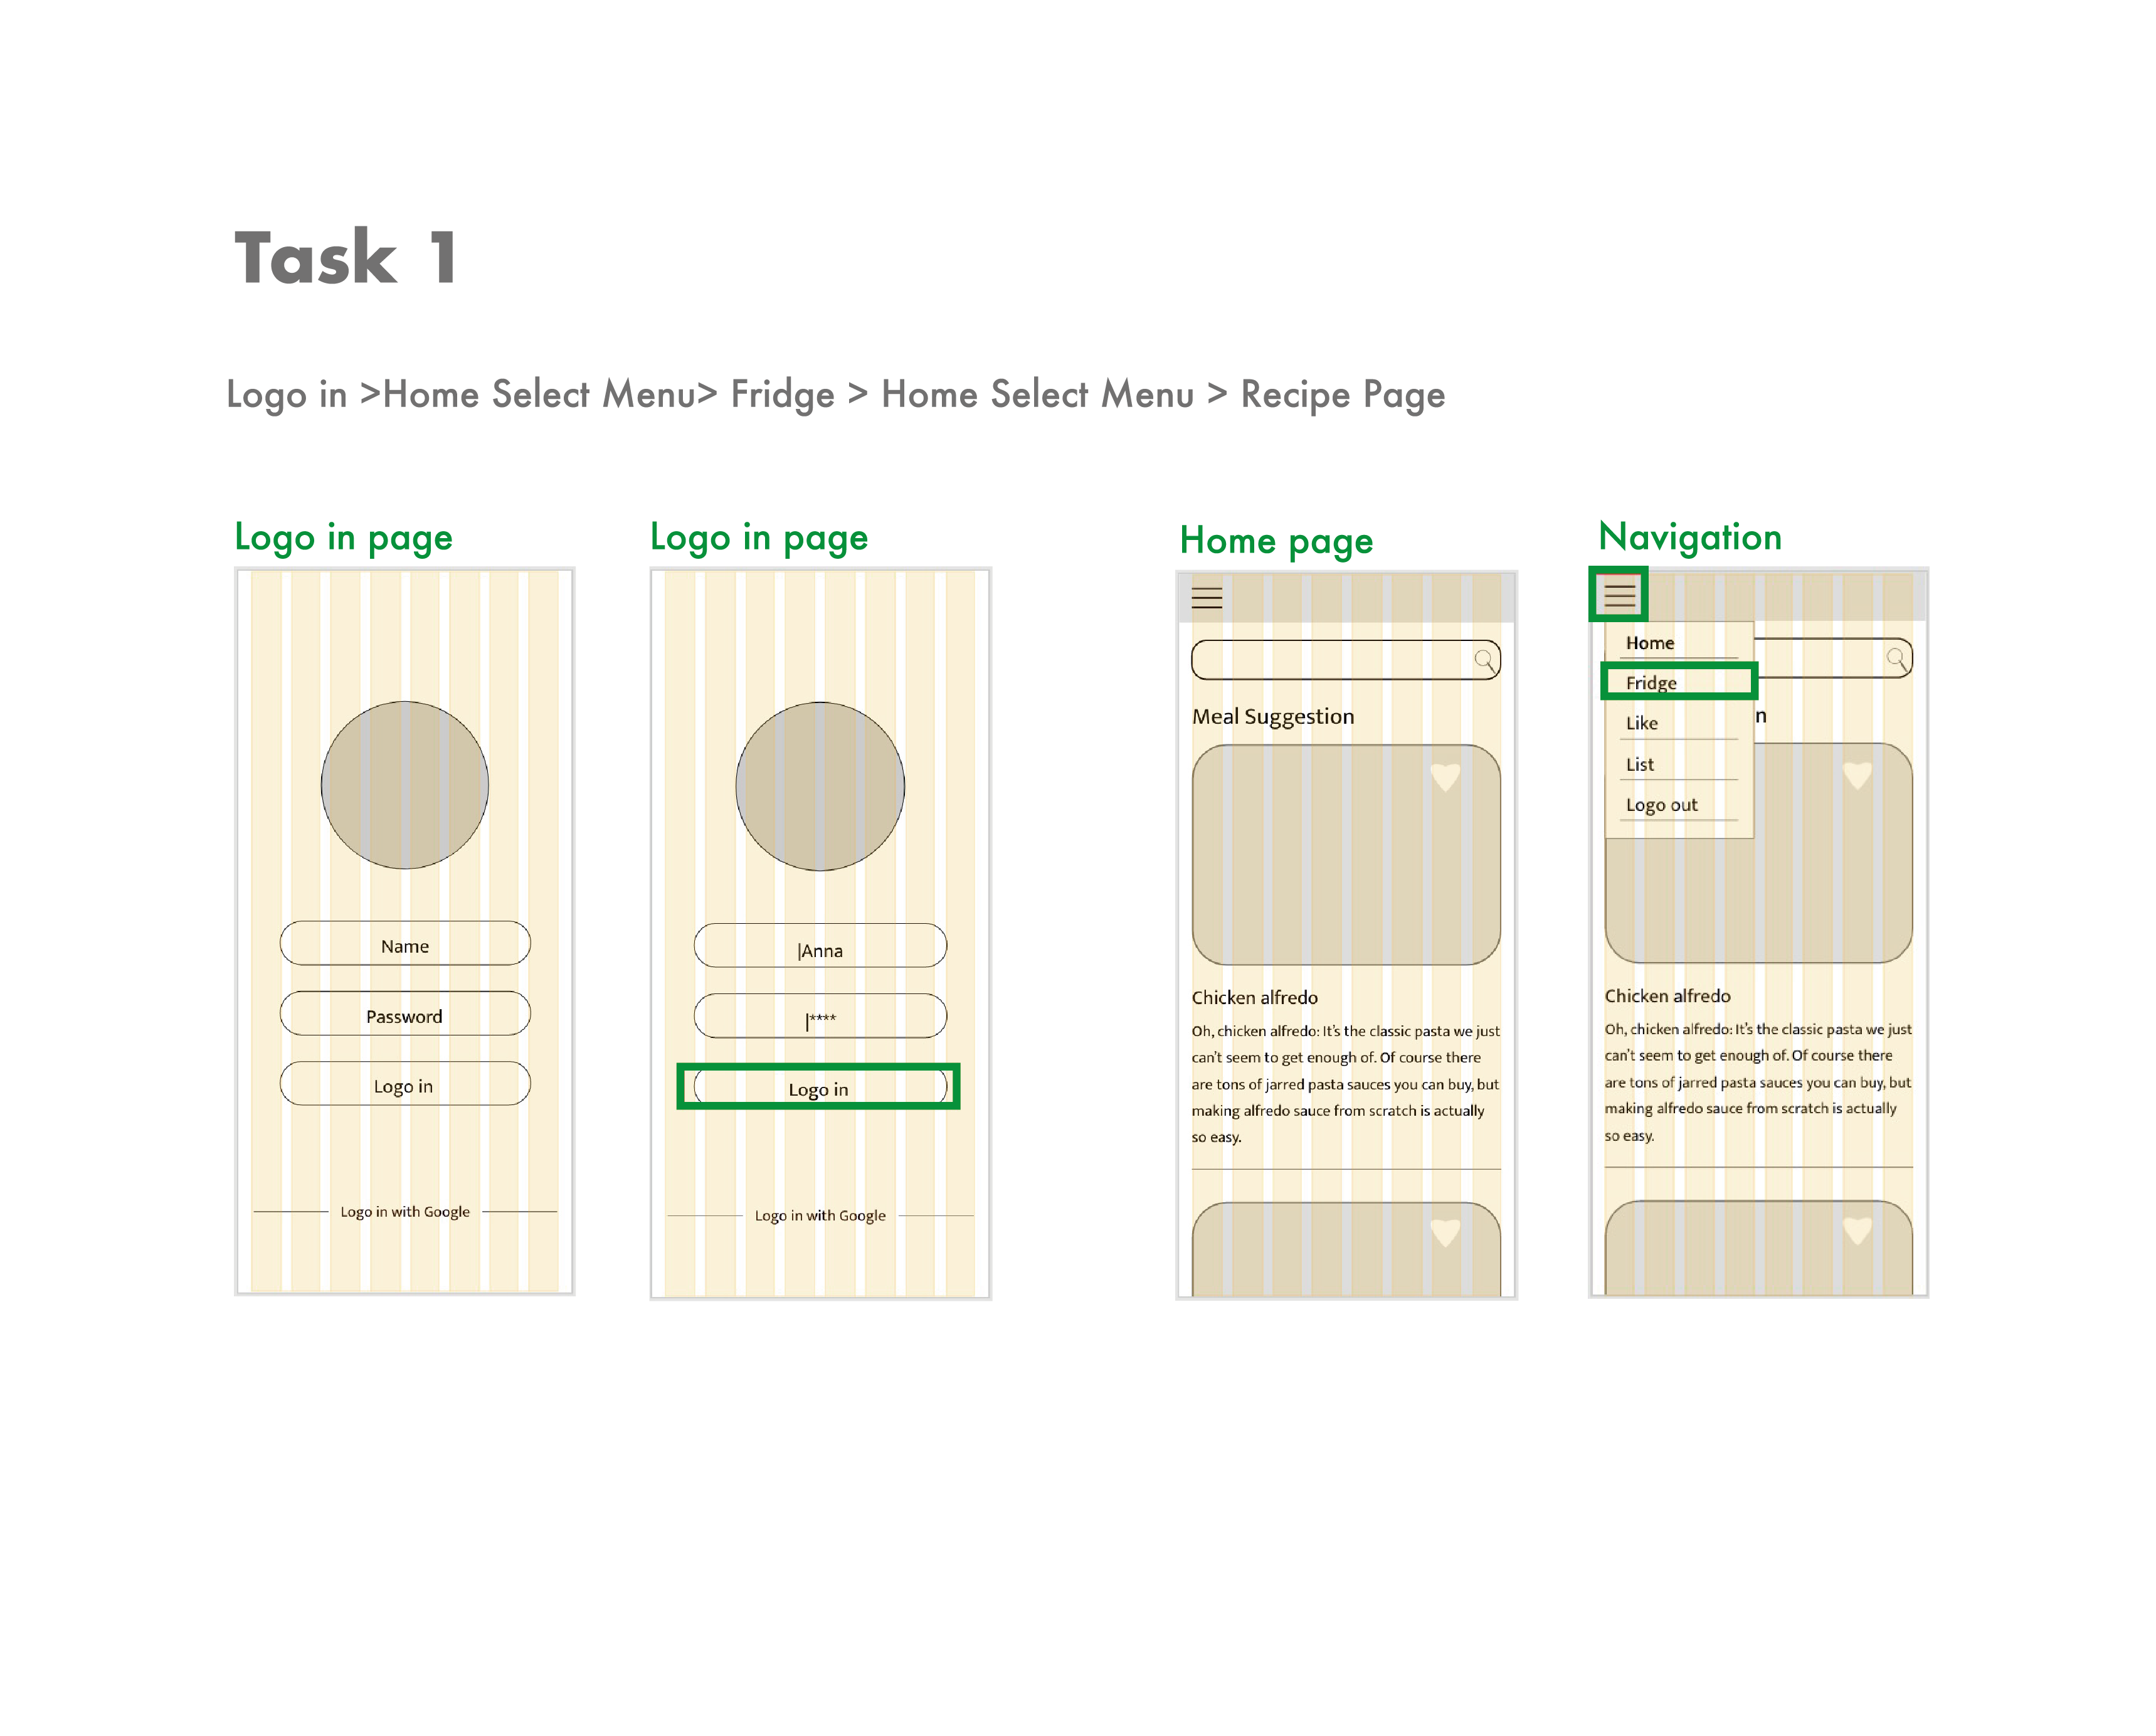 Task 1
Logo in >Home Select Menu> Fridge > Home Select Menu > Recipe Page
Logo in page
Name
Password
Logo in
Logo in with Google
Logo in page
|Anna
|****
Logo in
Logo in with Google
Home page
Meal Suggestion
Chicken alfredo
Oh, chicken alfredo: It’s the classic pasta we just
can’t seem to get enough of. Of course there
are tons of jarred pasta sauces you can buy, but
making alfredo sauce from scratch is actually
so easy.
Navigation
Home
Fridge
Like
n
List
Logo out
Chicken alfredo
Oh, chicken alfredo: It’s the classic pasta we just
can’t seem to get enough of. Of course there
are tons of jarred pasta sauces you can buy, but
making alfredo sauce from scratch is actually
so easy.